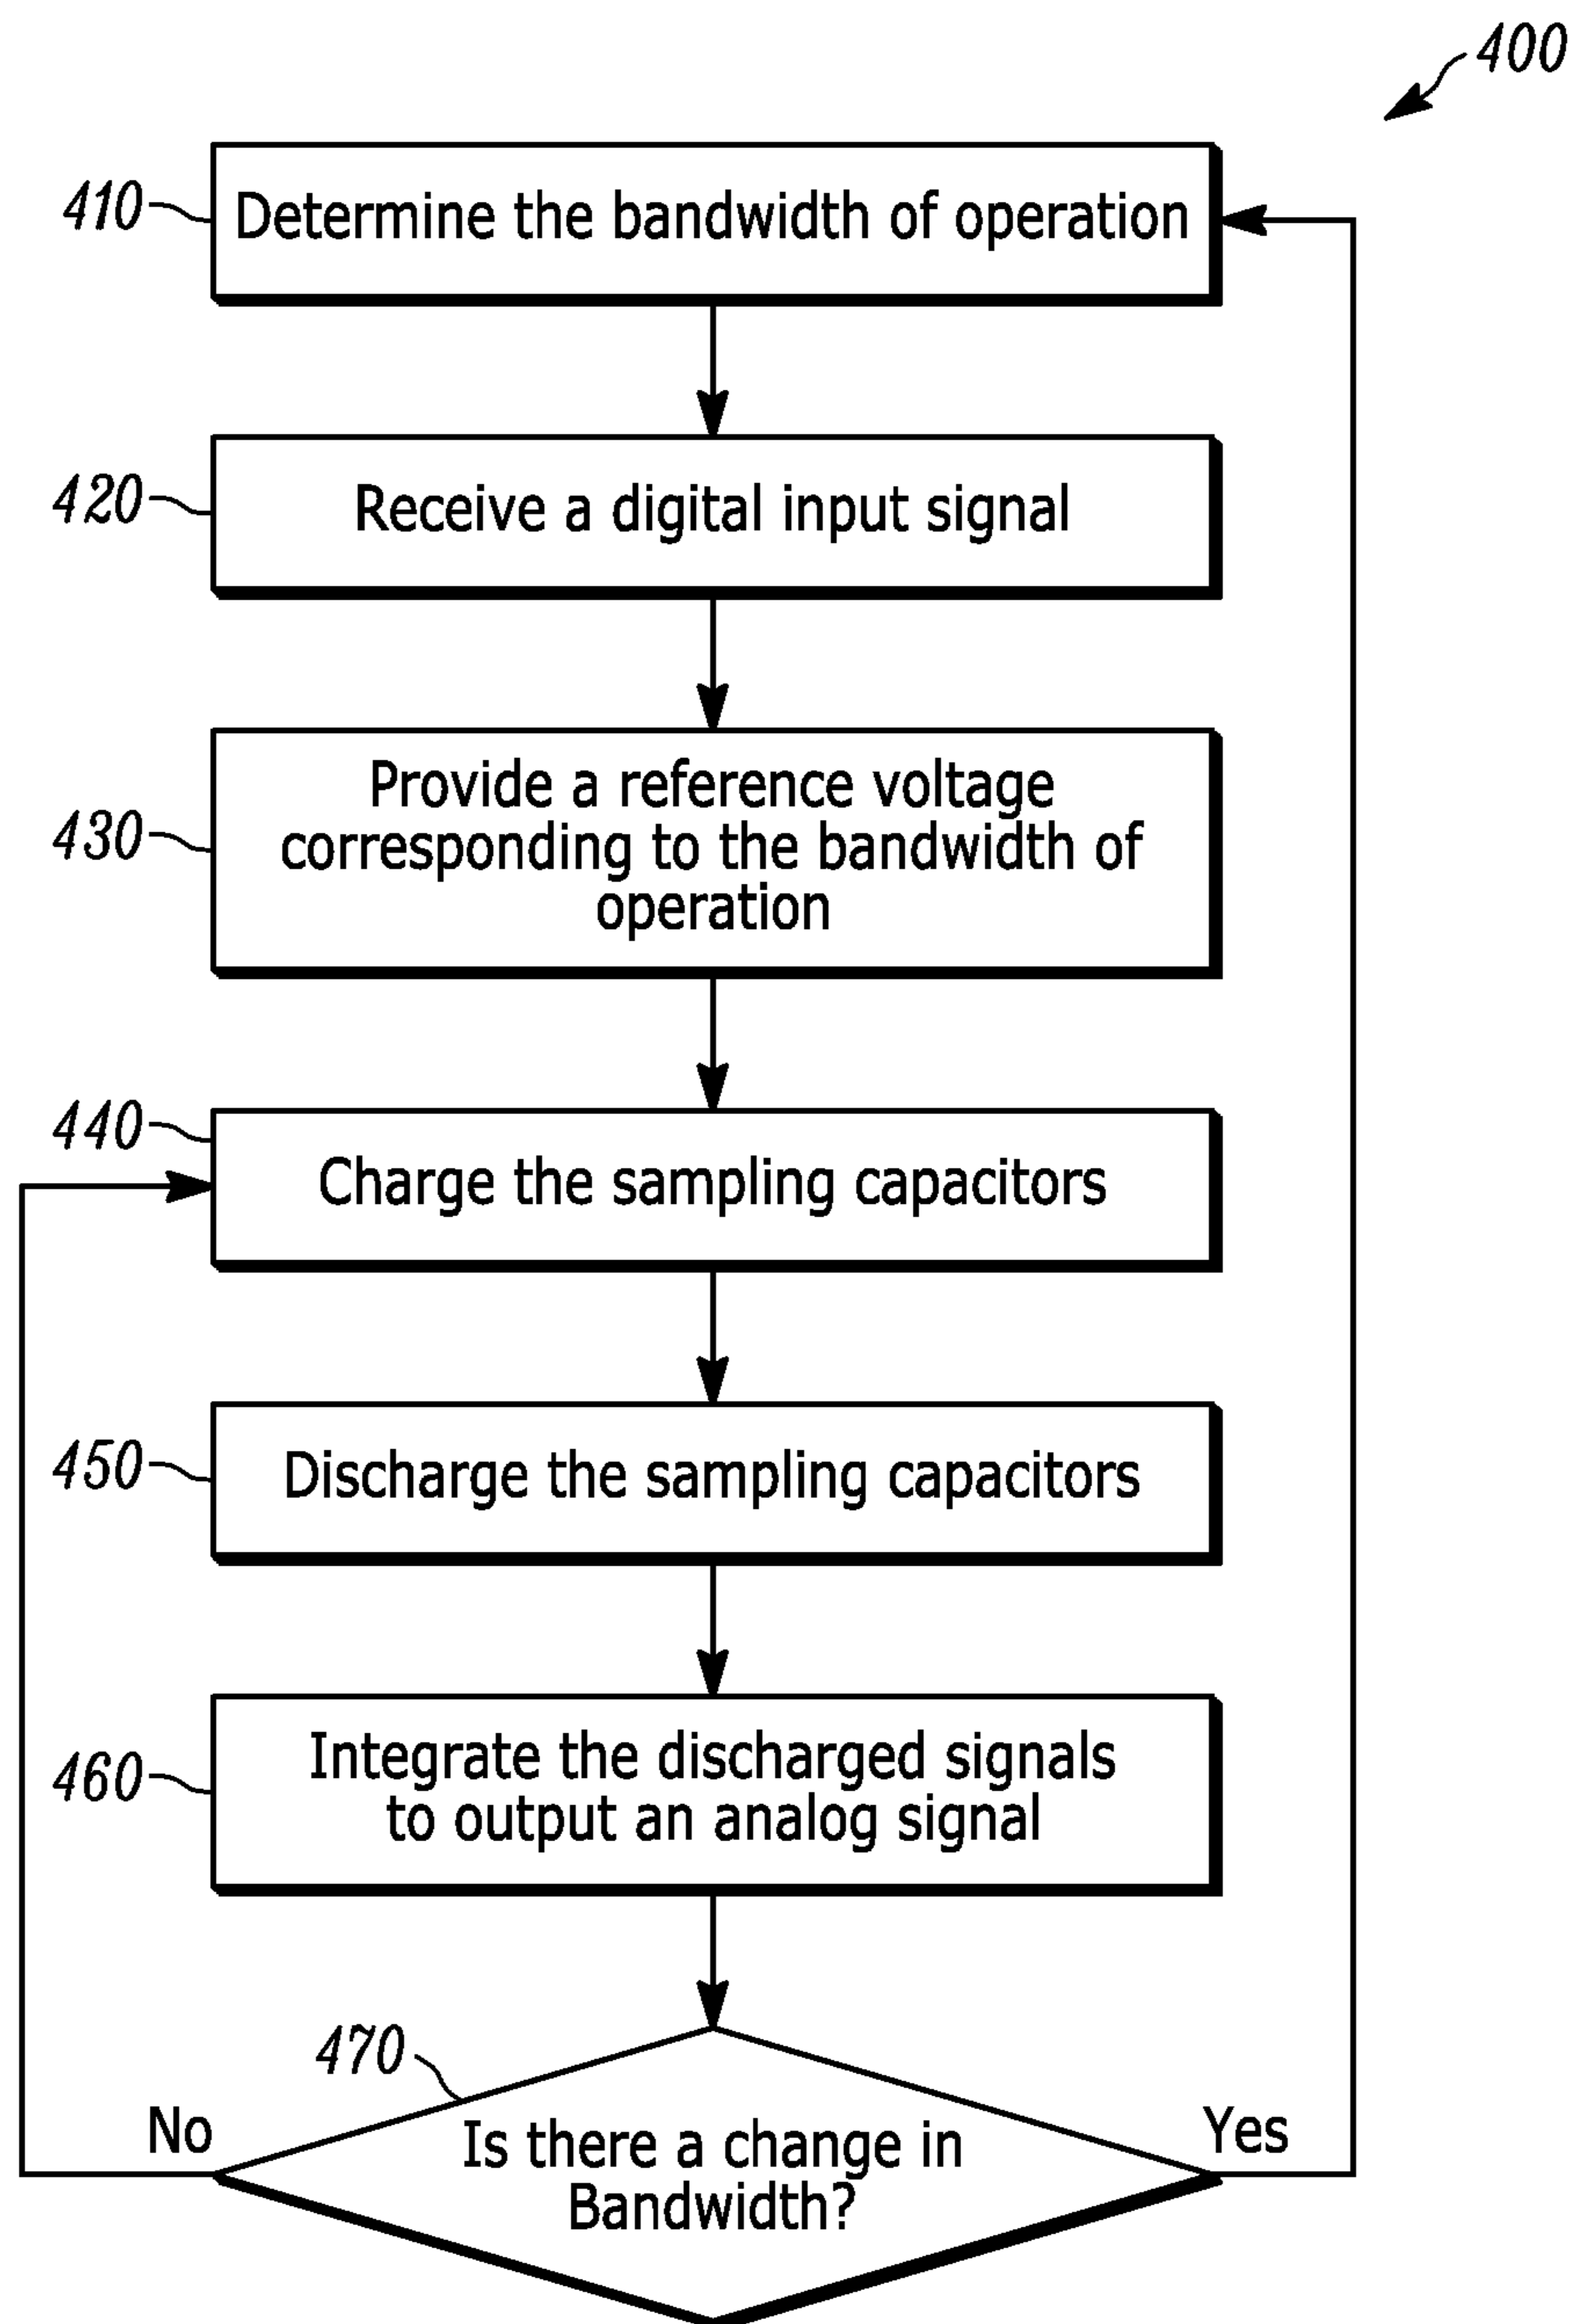 400
410
Determine the bandwidth of operation
420
Receive a digital input signal
430
Provide a reference voltage
corresponding to the bandwidth of
operation
440
Charge the sampling capacitors
450
Discharge the sampling capacitors
460
Integrate the discharged signals
to output an analog signal
470
No
Is there a change in
Bandwidth?
Yes